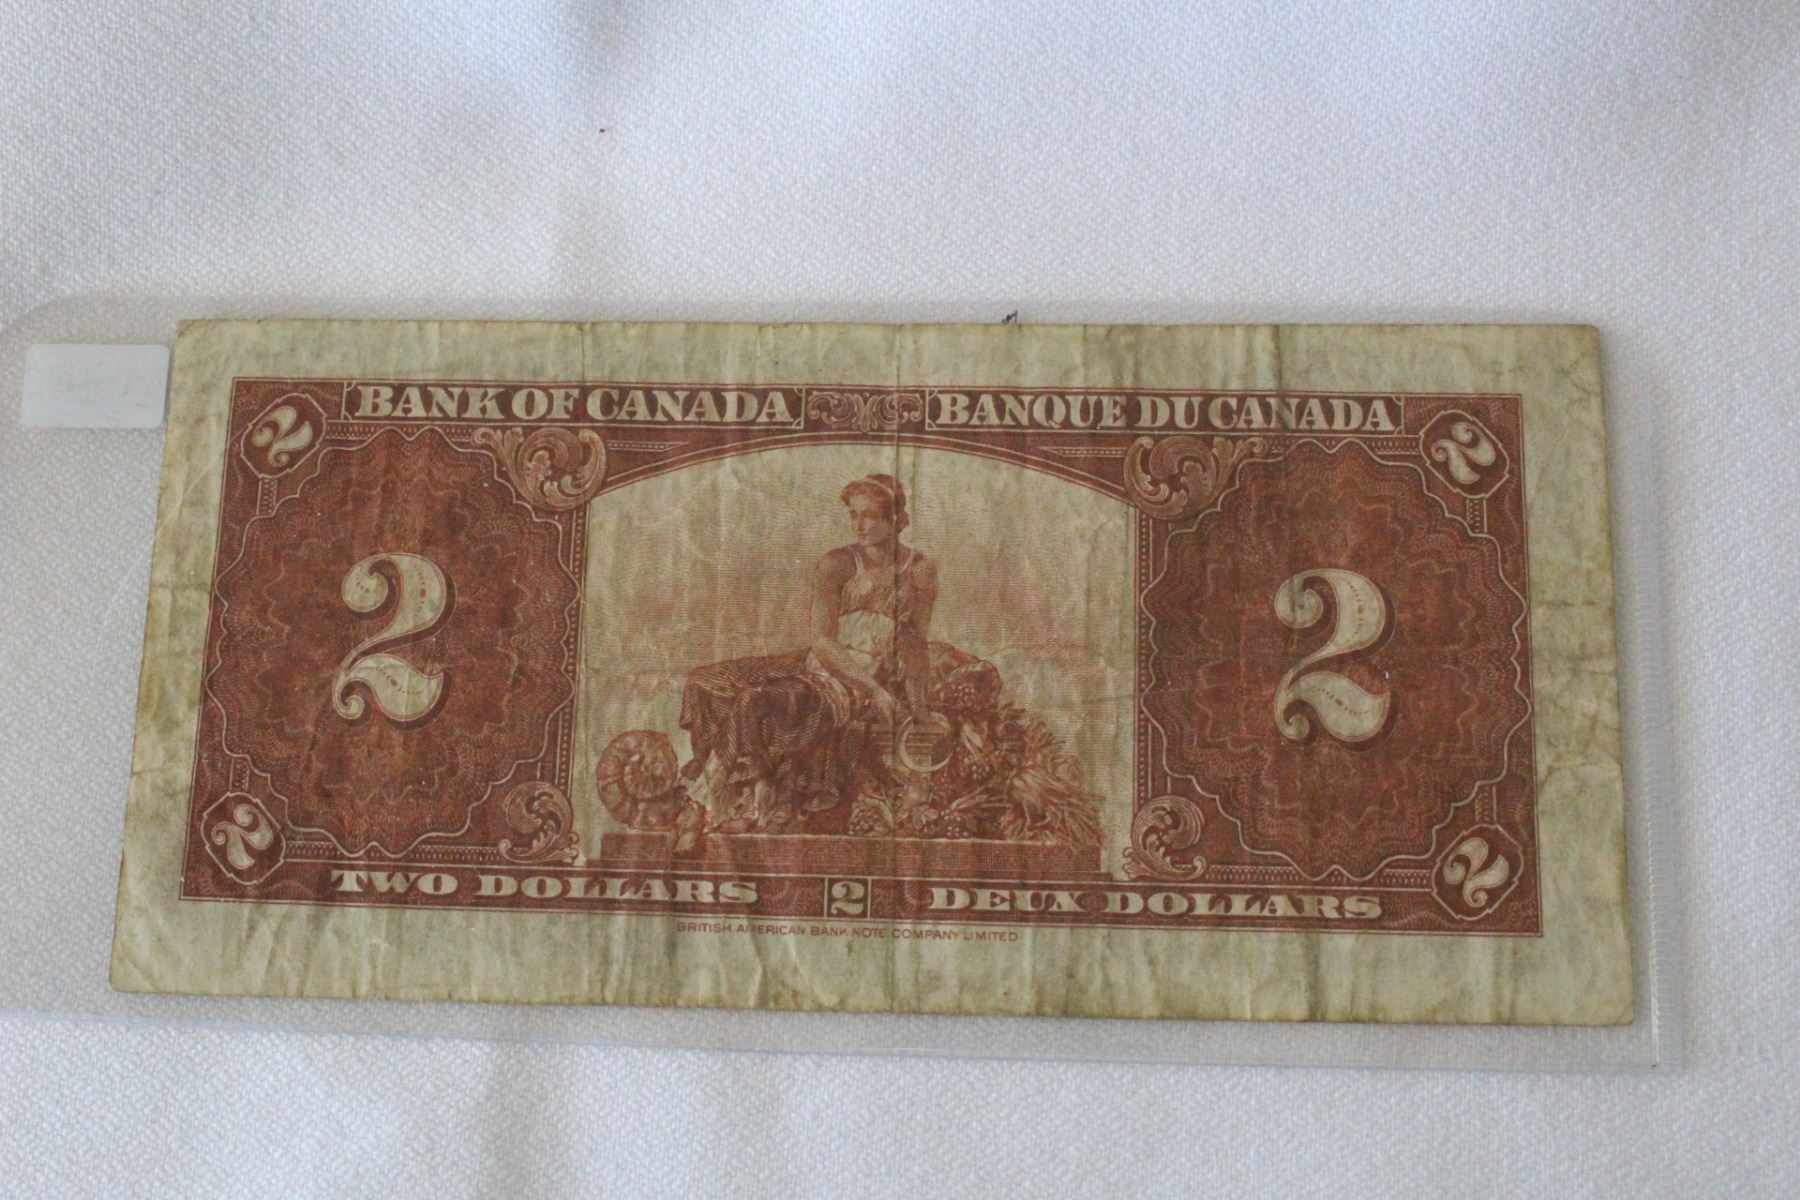 2 BANK OF CANADA BANQUE DU CANADA 2
2 2
2 TWO DOLLARS 2 DEUX DOLLARS 2
BRITISH AMERICAN BANK NOTE COMPANY LIMITED